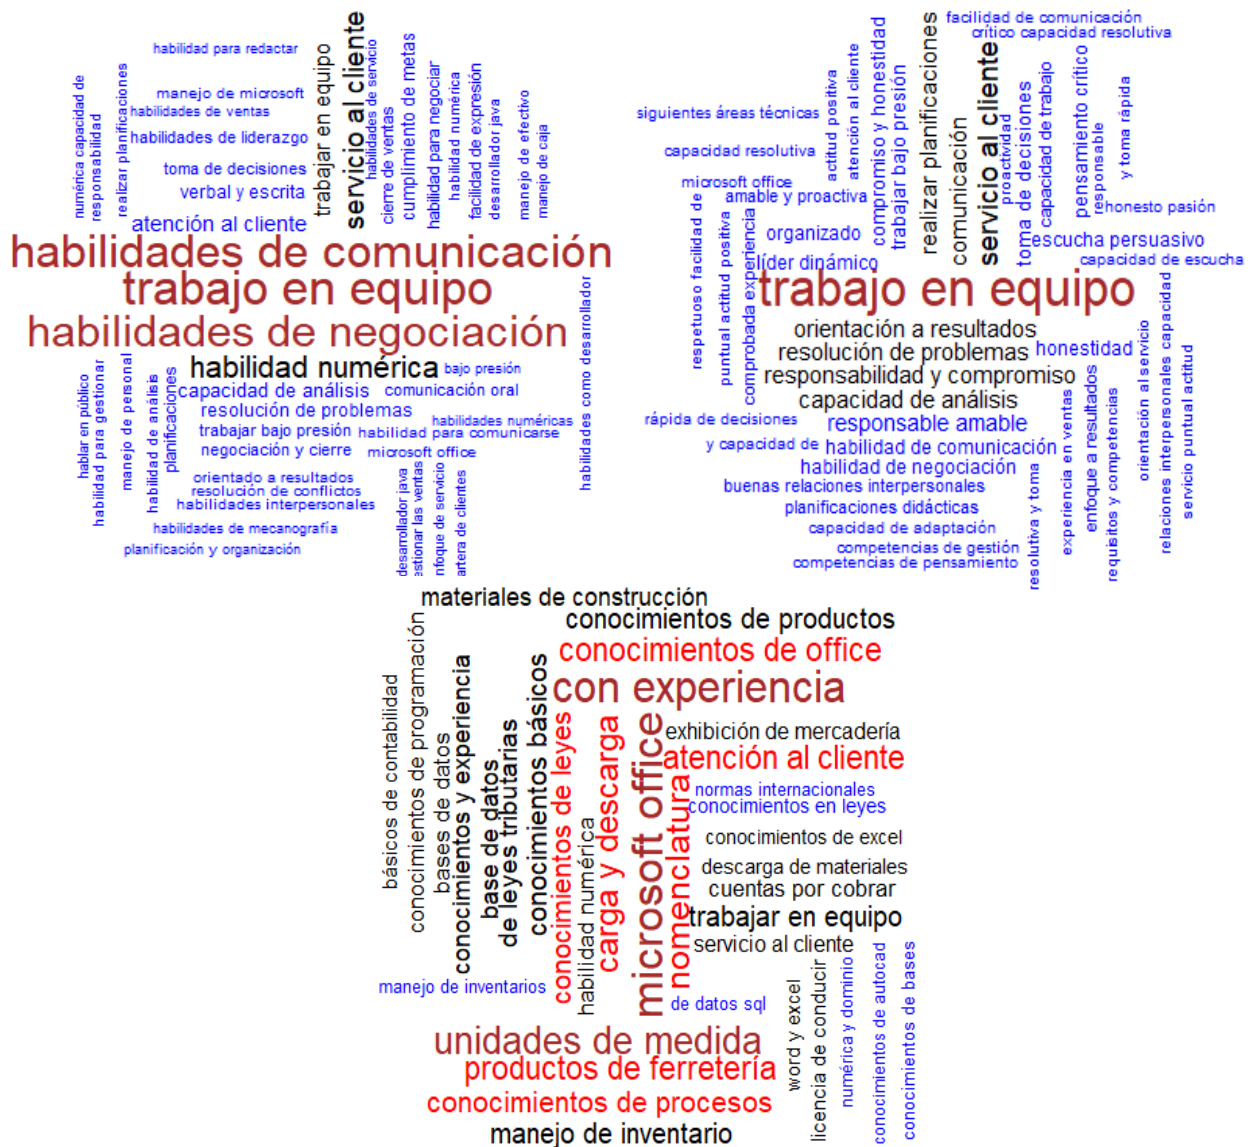 habilidad para redactar
manejo de microsoft
habilidades de ventas
habilidades de liderazgo
toma de decisiones
verbal y escrita
atención al cliente
numérica capacidad de
responsabilidad
realizar planificaciones
trabajar en equipo
servicio al cliente
habilidades de servicio
cierre de ventas
cumplimiento de metas
habilidad para negociar
habilidad numérica
facilidad de expresión
desarrollador java
manejo de efectivo
manejo de caja
habilidades de comunicación
trabajo en equipo
habilidades de negociación
habilidad numérica
bajo presión
capacidad de análisis
comunicación oral
resolución de problemas
habilidades numéricas
trabajar bajo presión
habilidad para comunicarse
negociación y cierre
microsoft office
orientado a resultados
resolución de conflictos
habilidades interpersonales
habilidades de mecanografía
planificación y organización
hablar en público
habilidad para gestionar
manejo de personal
habilidad de análisis
planificaciones
desarrollador java
estionar las ventas
nfoque de servicio
artera de clientes
habilidades como desarrollador
facilidad de comunicación
crítico capacidad resolutiva
siguientes áreas técnicas
capacidad resolutiva
microsoft office
amable y proactiva
organizado
líder dinámico
actitud positiva
atención al cliente
compromiso y honestidad
trabajar bajo presión
realizar planificaciones
comunicación
servicio al cliente
proactividad
toma de decisiones
capacidad de trabajo
pensamiento crítico
responsable
y toma rápida
honesto pasión
escucha persuasivo
capacidad de escucha
respetuoso facilidad de
puntual actitud positiva
comprobada experiencia
trabajo en equipo
orientación a resultados
resolución de problemas
honestidad
responsabilidad y compromiso
capacidad de análisis
rápida de decisiones
responsable amable
y capacidad de
habilidad de comunicación
habilidad de negociación
buenas relaciones interpersonales
planificaciones didácticas
capacidad de adaptación
competencias de gestión
competencias de pensamiento
resolutiva y toma
experiencia en ventas
enfoque a resultados
requisitos y competencias
orientación al servicio
relaciones interpersonales capacidad
servicio puntual actitud
materiales de construcción
conocimientos de productos
conocimientos de office
con experiencia
básicos de contabilidad
conocimientos de programación
bases de datos
conocimientos y experiencia
base de datos
de leyes tributarias
conocimientos básicos
conocimientos de leyes
habilidad numérica
carga y descarga
microsoft office
nomenclatura
exhibición de mercadería
atención al cliente
normas internacionales
conocimientos en leyes
conocimientos de excel
descarga de materiales
cuentas por cobrar
trabajar en equipo
servicio al cliente
manejo de inventarios
de datos sql
unidades de medida
productos de ferretería
conocimientos de procesos
manejo de inventario
word y excel
licencia de conducir
numérica y dominio
conocimientos de autocad
conocimientos de bases